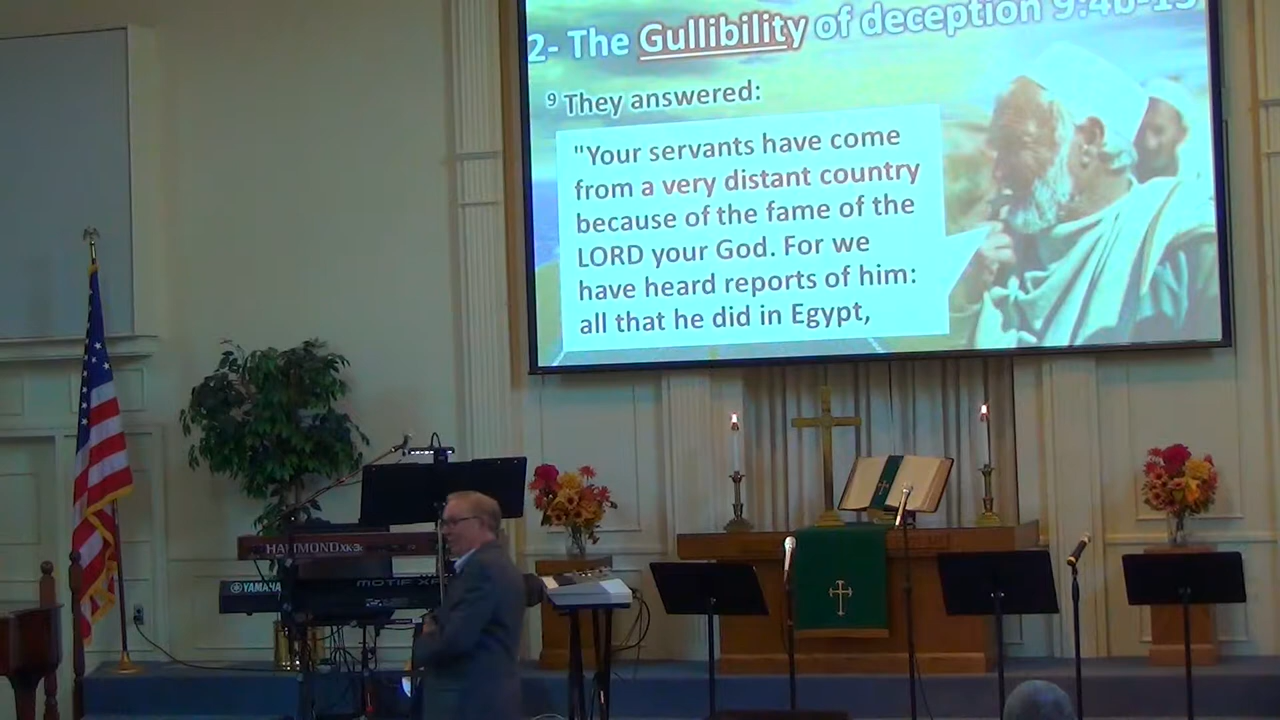 2- The Gullibility of deception 9:4b-15
9 They answered:
"Your servants have come
from a very distant country
because of the fame of the
LORD your God. For we
have heard reports of him:
all that he did in Egypt,
HAMMOND XK-3c
YAMAHA
MOTIF XF